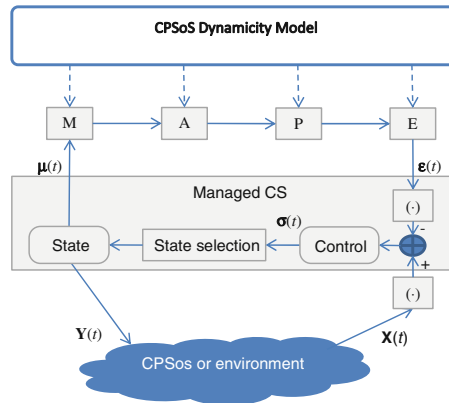 CPSoS Dynamicity Model
M
A
P
E
μ(t)
ε(t)
Managed CS
(·)
σ(t)
-
State
State selection
Control
+
(·)
Y(t)
X(t)
CPSos or environment